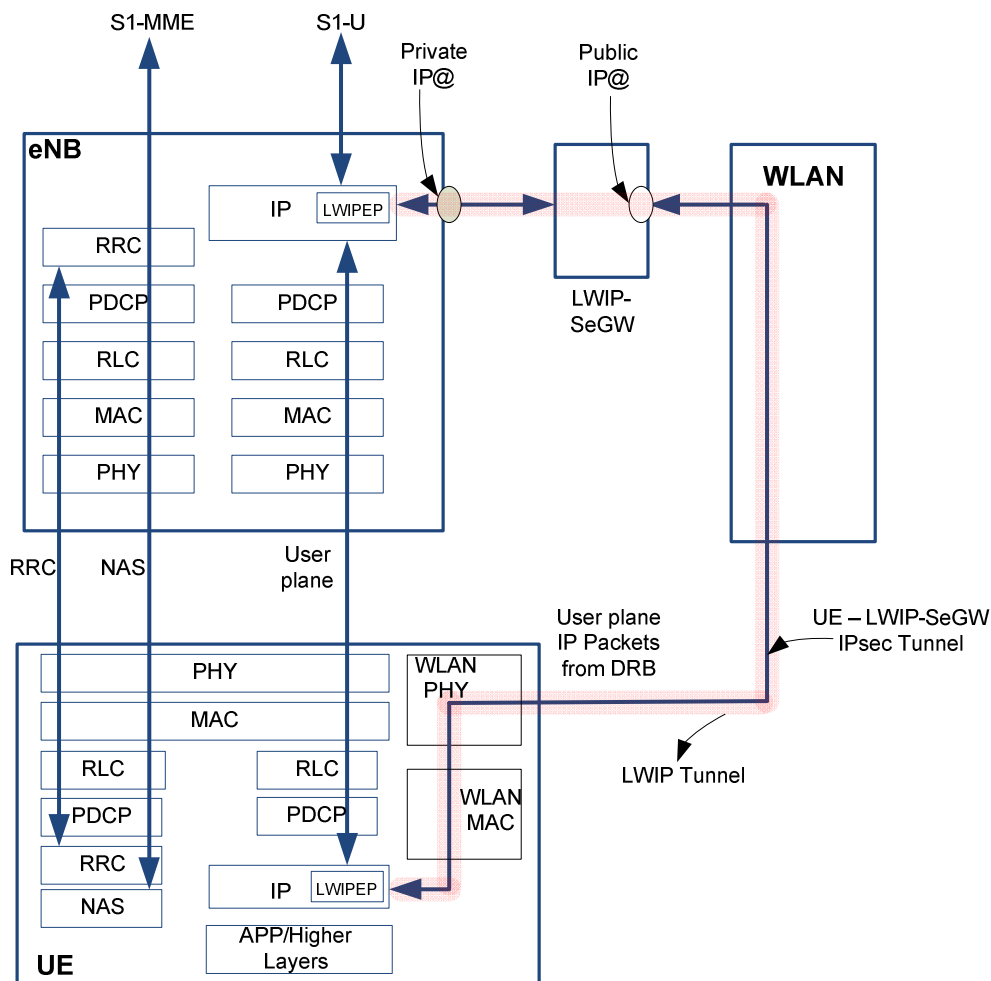 S1-MME
S1-U
Private
IP@
Public
IP@
eNB
WLAN
IP
LWIPEP
RRC
PDCP
PDCP
LWIP-
SeGW
RLC
RLC
MAC
MAC
PHY
PHY
RRC
NAS
User
plane
User plane
IP Packets
from DRB
UE – LWIP-SeGW
IPsec Tunnel
PHY
WLAN
PHY
MAC
RLC
RLC
LWIP Tunnel
WLAN
MAC
PDCP
PDCP
RRC
IP
LWIPEP
NAS
APP/Higher
Layers
UE